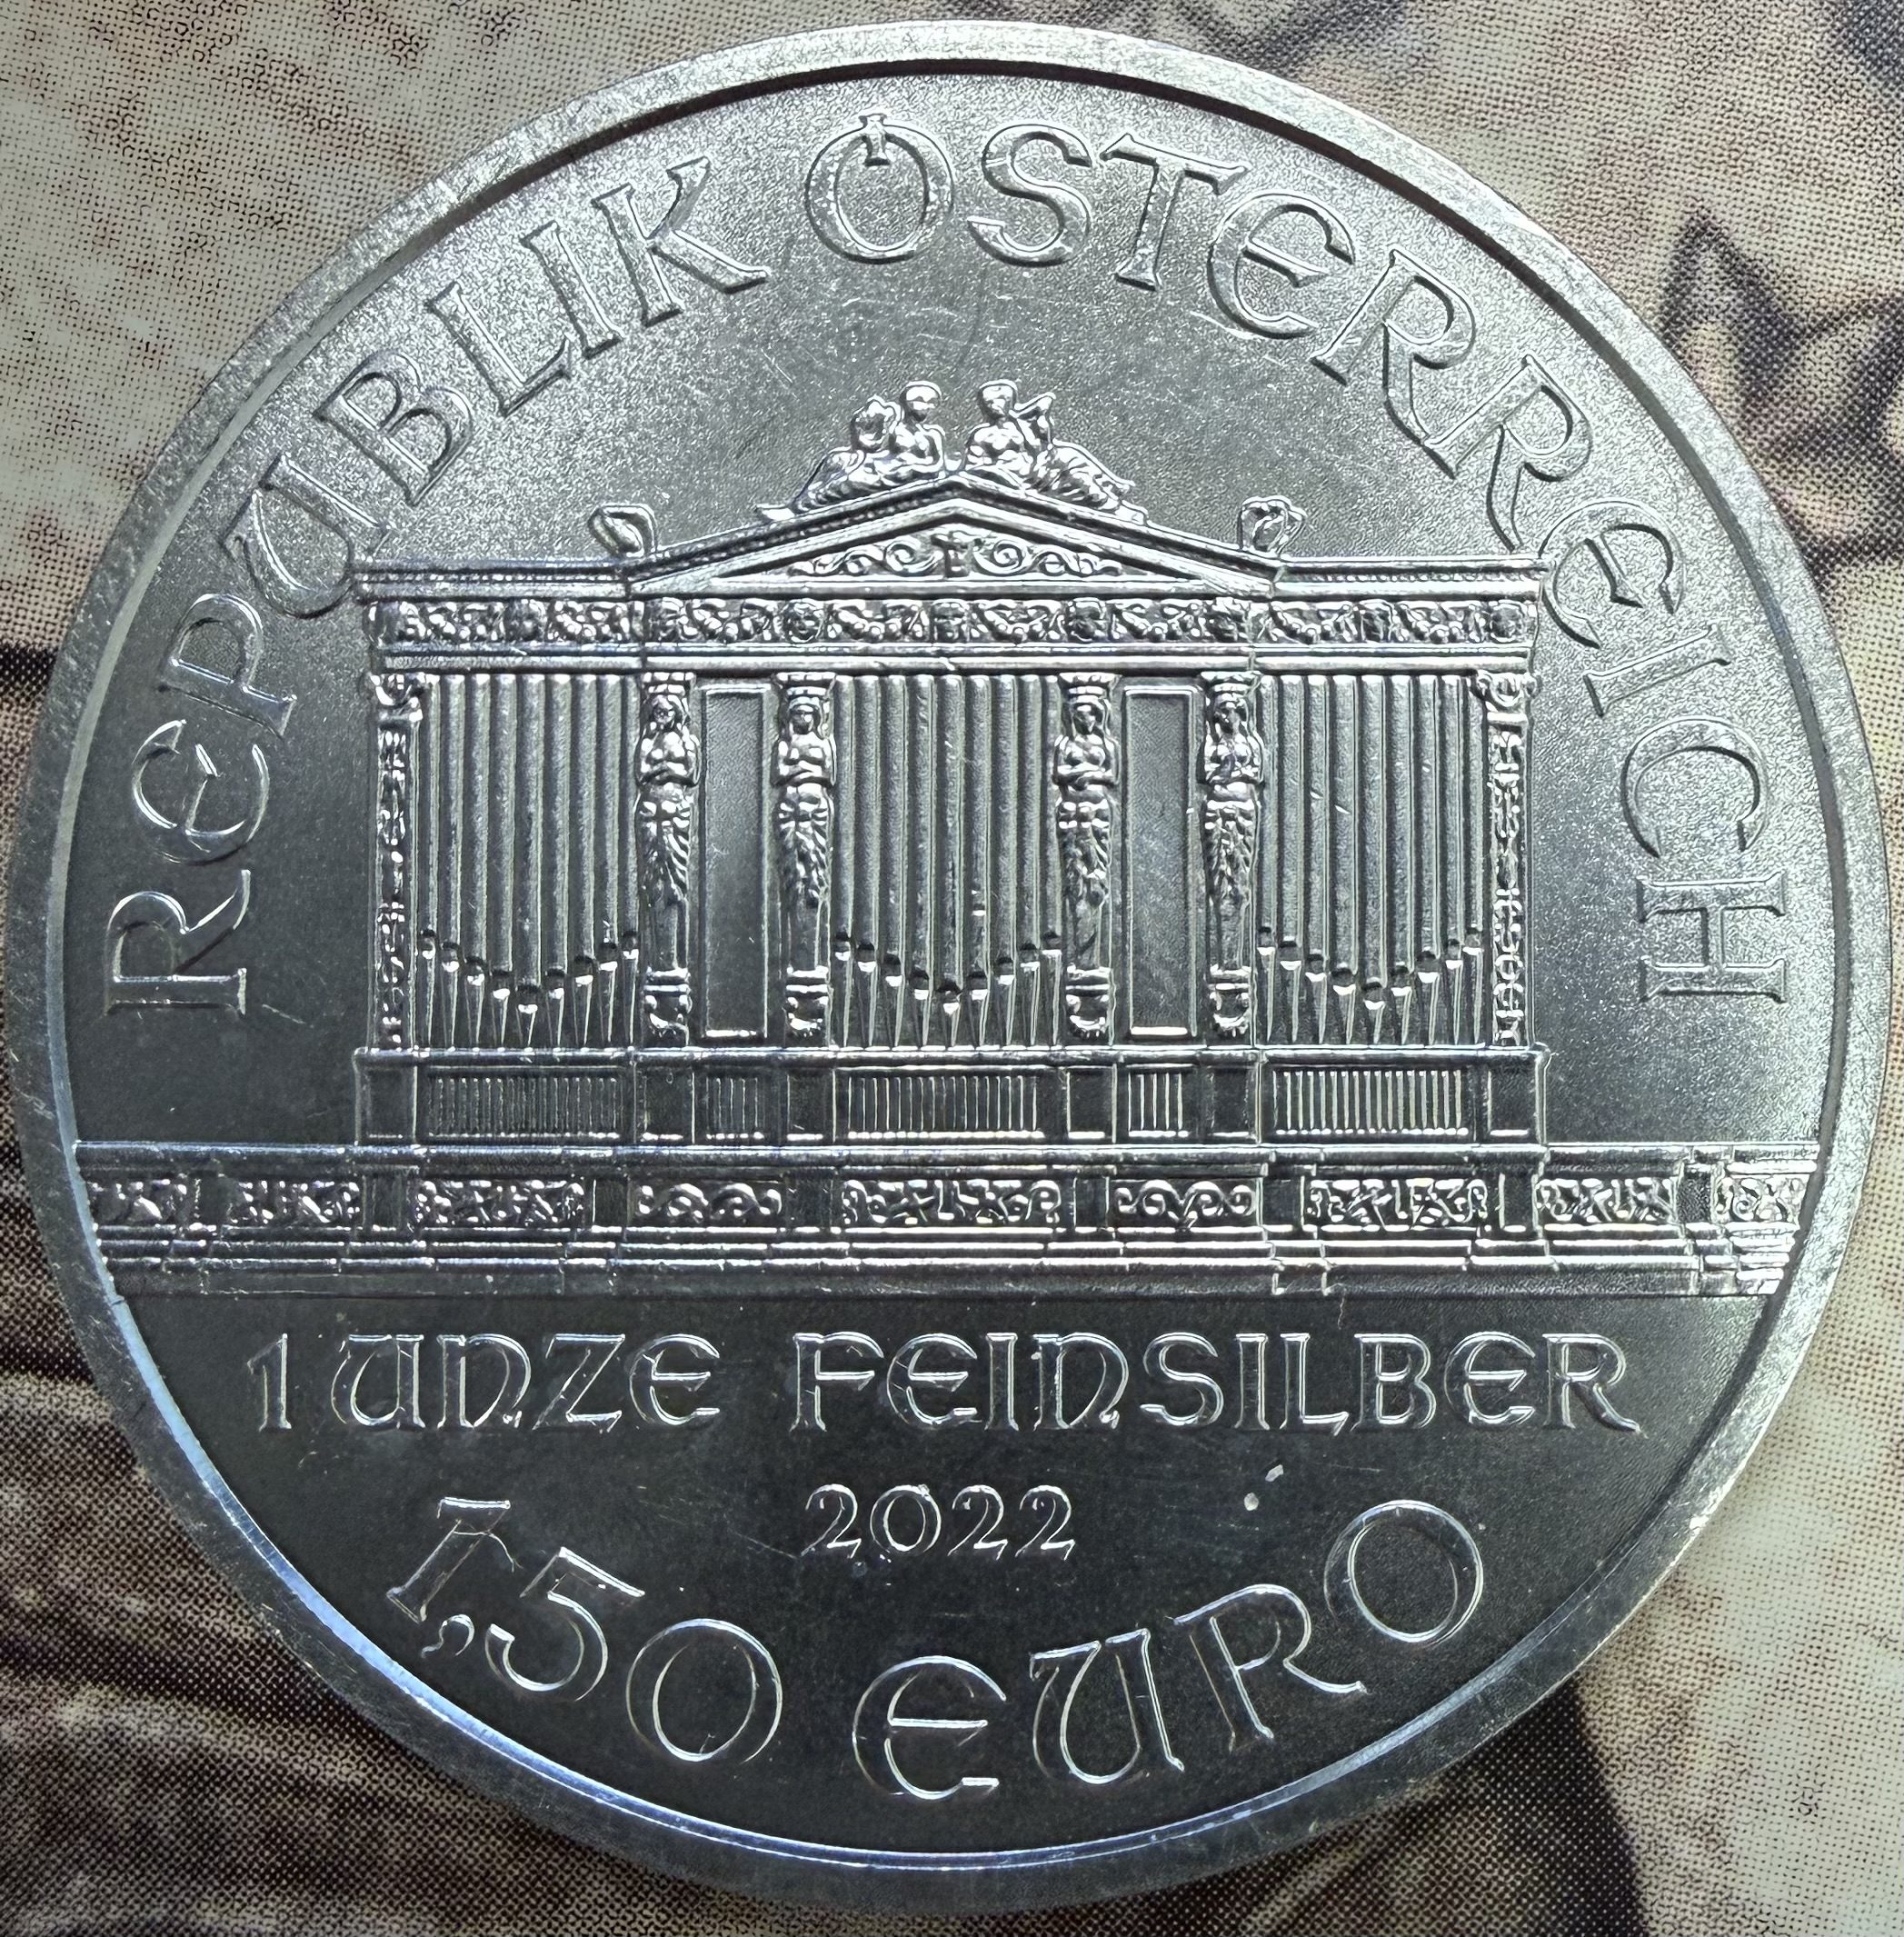 REPUBLIK ÖSTERREICH
1 UNZE FEINSILBER
2022
1,50 EURO